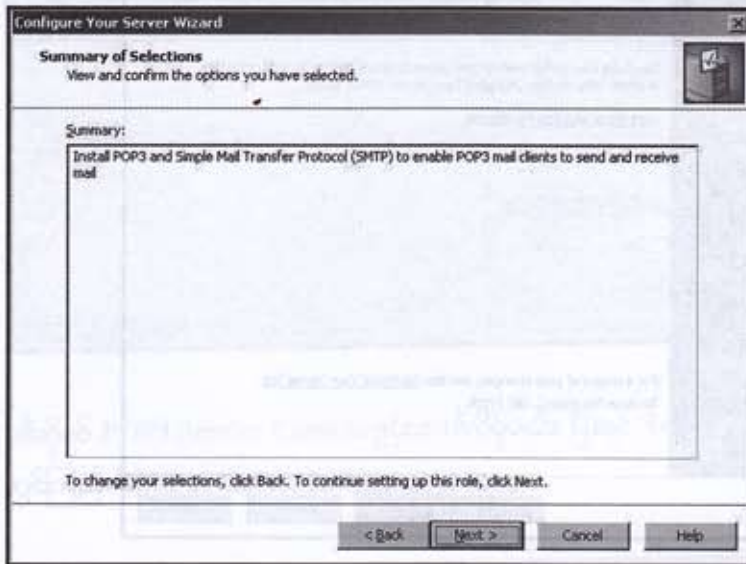 Configure Your Server Wizard
Summary of Selections
View and confirm the options you have selected.
Summary:
Install POP3 and Simple Mail Transfer Protocol (SMTP) to enable POP3 mail clients to send and receive
mail
To change your selections, click Back. To continue setting up this role, click Next.
< Back
Next >
Cancel
Help